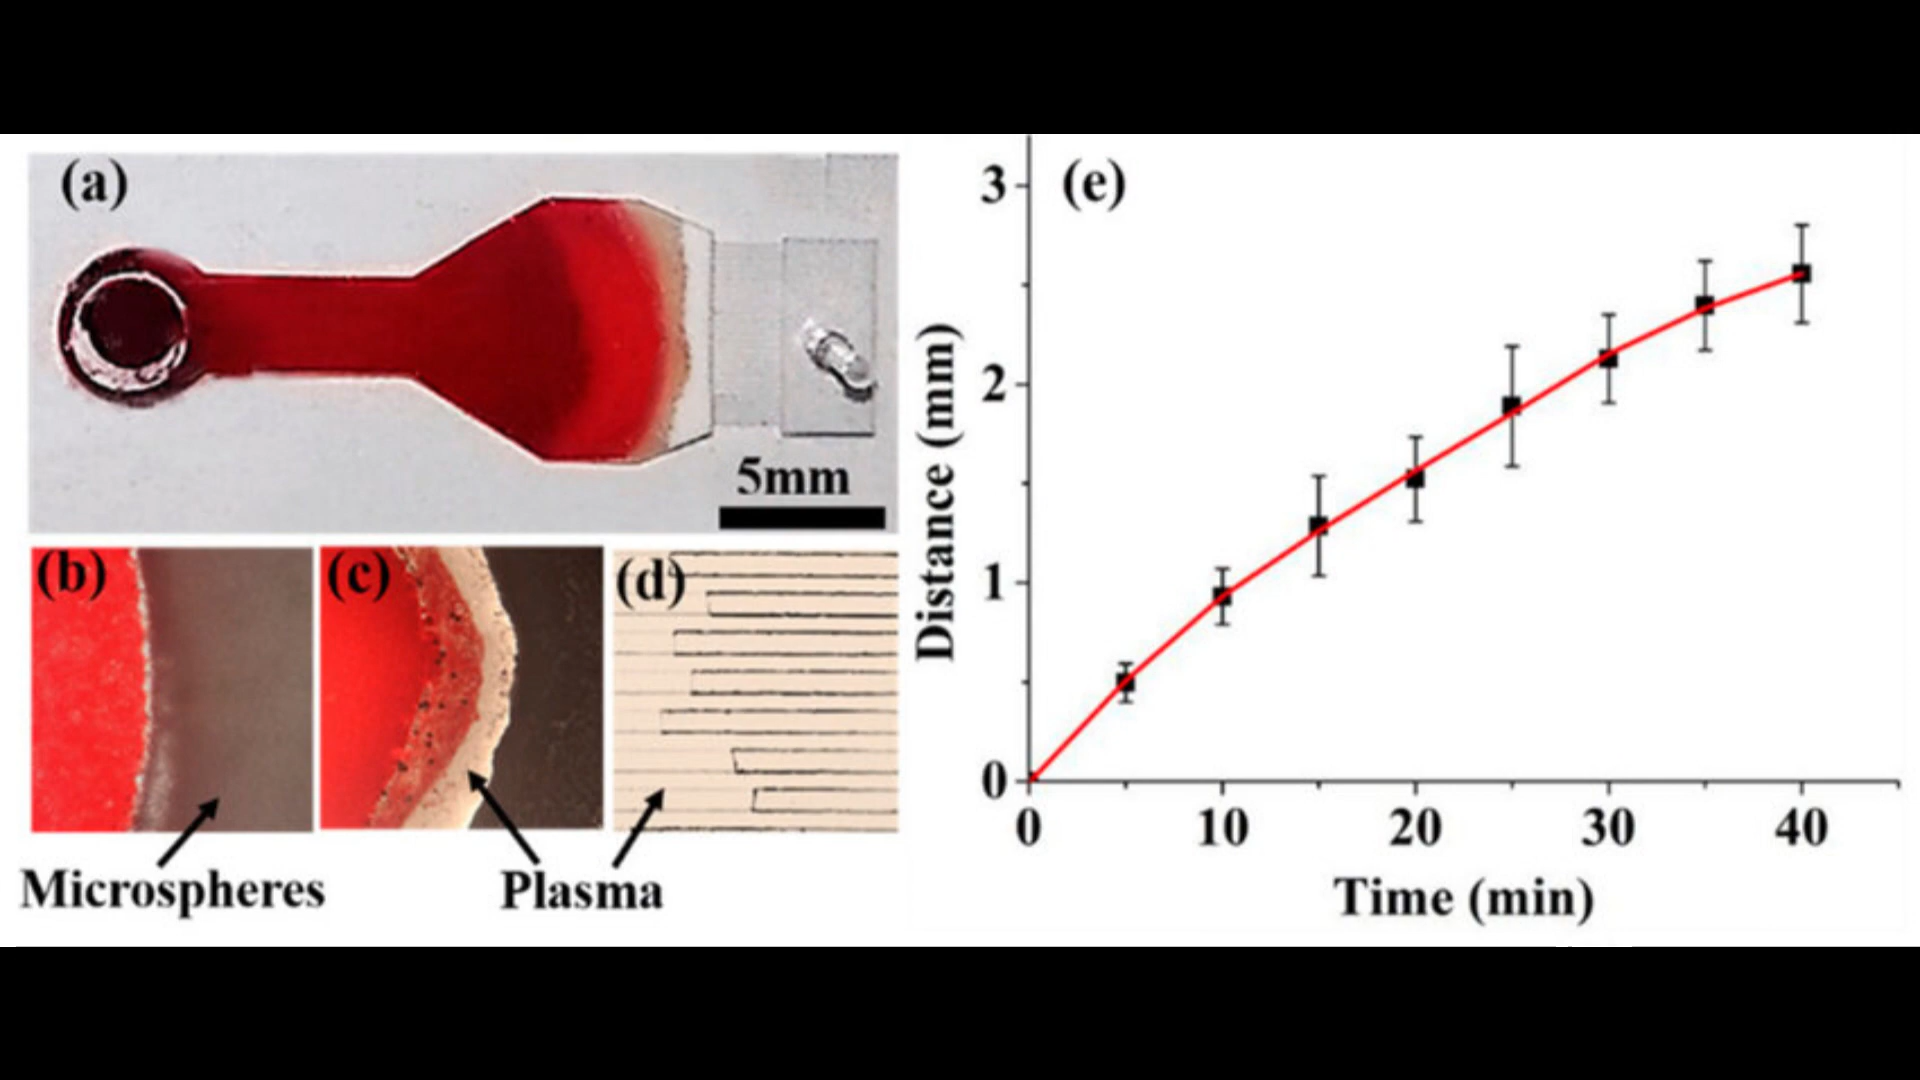 (a)
5mm
(b)
(c)
(d)
Microspheres
Plasma
(e)
3
2
1
0
Distance (mm)
0 10 20 30 40
Time (min)